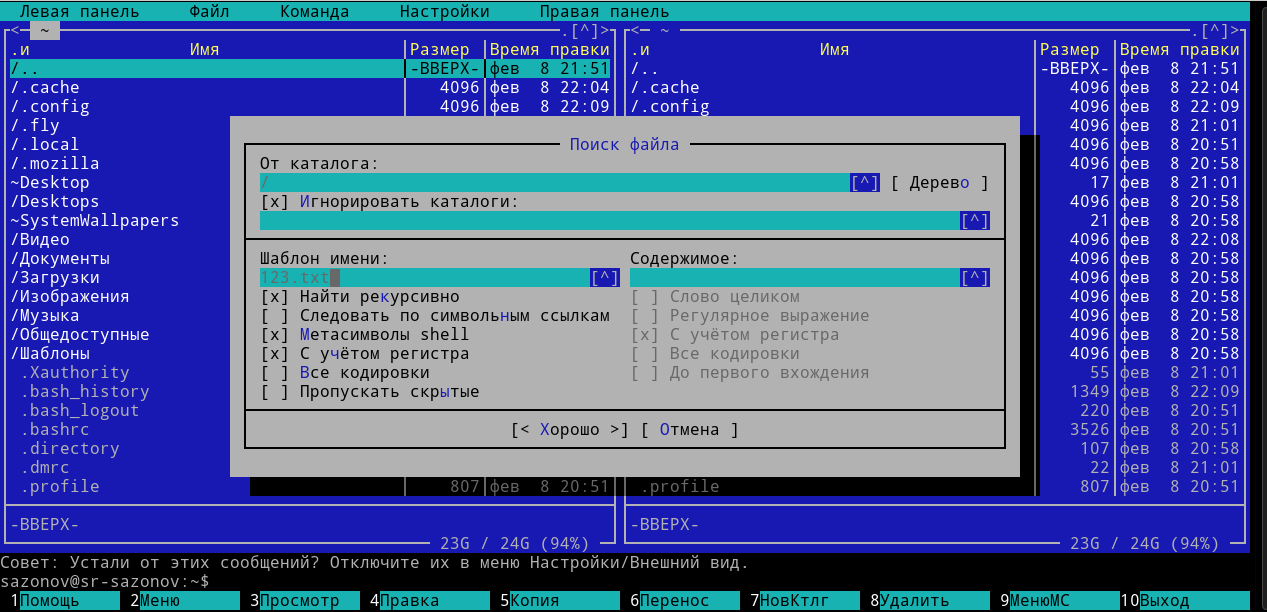 Левая панель Файл Команда Настройки Правая панель
<─ ~ ─.[^]> <─ ~ ─.[^]>
.и Имя Размер Время правки .и Имя Размер Время правки
/.. -ВВЕРХ- фев 8 21:51 /.. -ВВЕРХ- фев 8 21:51
/.cache 4096 фев 8 22:04 /.cache 4096 фев 8 22:04
/.config 4096 фев 8 22:09 /.config 4096 фев 8 22:09
/.fly 4096 фев 8 21:01
/.local Поиск файла 4096 фев 8 20:51
/.mozilla От каталога: 4096 фев 8 20:58
~Desktop / [^] [ Дерево ] 17 фев 8 21:01
/Desktops [x] Игнорировать каталоги: 4096 фев 8 20:58
~SystemWallpapers [^] 21 фев 8 20:58
/Видео 4096 фев 8 22:08
/Документы Шаблон имени: Содержимое: 4096 фев 8 20:58
/Загрузки 123.txt [^] [^] 4096 фев 8 20:58
/Изображения [x] Найти рекурсивно [ ] Слово целиком 4096 фев 8 20:58
/Музыка [ ] Следовать по символьным ссылкам [ ] Регулярное выражение 4096 фев 8 20:58
/Общедоступные [x] Метасимволы shell [x] С учётом регистра 4096 фев 8 20:58
/Шаблоны [x] С учётом регистра [ ] Все кодировки 4096 фев 8 20:58
.Xauthority [ ] Все кодировки [ ] До первого вхождения 55 фев 8 21:01
.bash_history [ ] Пропускать скрытые 1349 фев 8 22:09
.bash_logout 220 фев 8 20:51
.bashrc [< Хорошо >] [ Отмена ] 3526 фев 8 20:51
.directory 107 фев 8 20:58
.dmrc 22 фев 8 21:01
.profile 807 фев 8 20:51 .profile 807 фев 8 20:51
-ВВЕРХ- -ВВЕРХ-
23G / 24G (94%) 23G / 24G (94%)
Совет: Устали от этих сообщений? Отключите их в меню Настройки/Внешний вид.
sazonov@sr-sazonov:~$
1Помощь 2Меню 3Просмотр 4Правка 5Копия 6Перенос 7НовКтлг 8Удалить 9МенюМС 10Выход